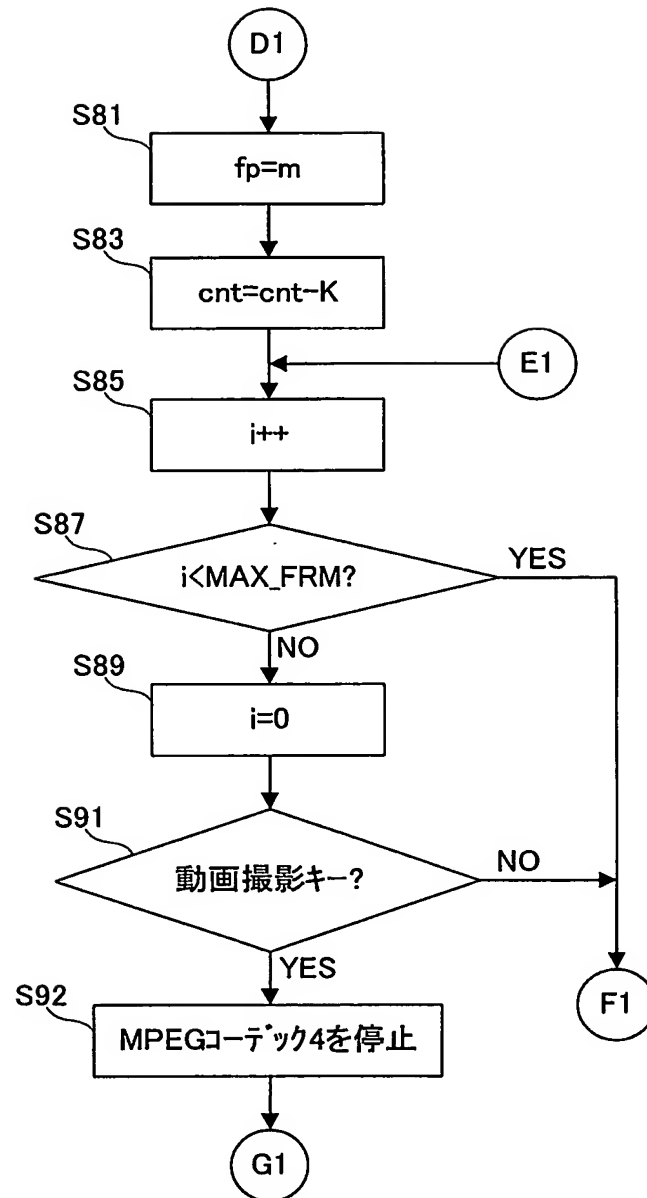 D1
S81
fp=m
S83
cnt=cnt-K
E1
S85
i++
S87
i<MAX_FRM?
YES
NO
S89
i=0
S91
動画撮影キー?
NO
YES
F1
S92
MPEGコーデック4を停止
G1